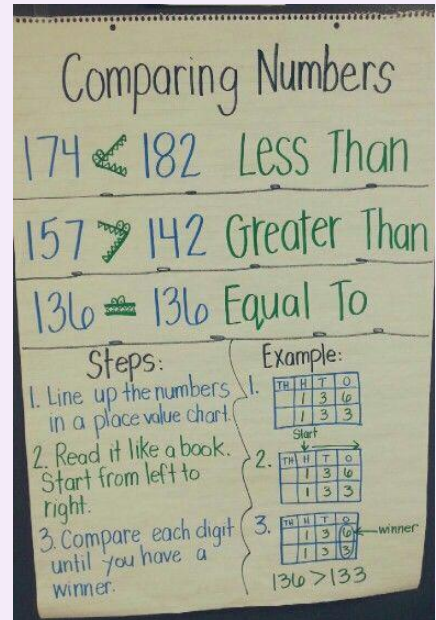 Comparing Numbers
174 < 182 Less Than
157 > 142 Greater Than
136 = 136 Equal To
Steps:
1. Line up the numbers
in a place value chart.
2. Read it like a book.
Start from left to
right.
3. Compare each digit
until you have a
winner.
Example:
1. TH H T O
1 3 6
1 3 3
Start
2. TH H T O
1 3 6
1 3 3
3. TH H T O
1 3 6 winner
1 3 3
136 > 133